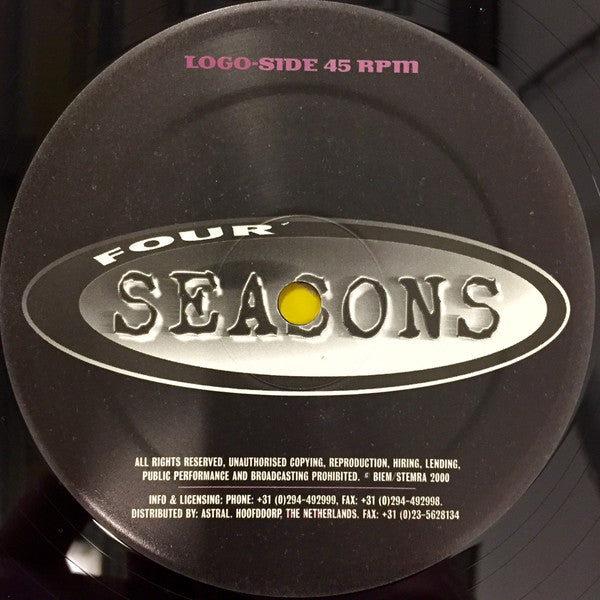 LOGO-SIDE 45 RPM
FOUR
SEASONS
ALL RIGHTS RESERVED, UNAUTHORISED COPYING, REPRODUCTION, HIRING, LENDING,
PUBLIC PERFORMANCE AND BROADCASTING PROHIBITED. © BIEM/STEMRA 2000
INFO & LICENSING: PHONE: +31 (0)294-492999, FAX: +31 (0)294-492998.
DISTRIBUTED BY: ASTRAL. HOOFDDORP, THE NETHERLANDS. FAX: +31 (0)23-5628134